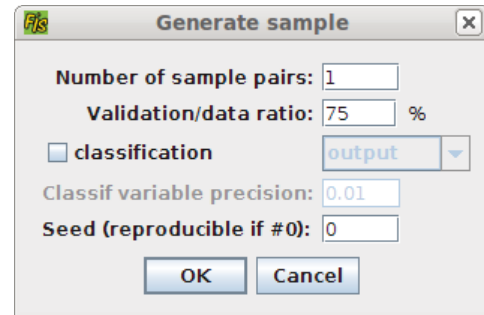 Fis Generate sample
Number of sample pairs: 1
Validation/data ratio: 75 %
classification output
Classif variable precision: 0.01
Seed (reproducible if #0): 0
OK Cancel